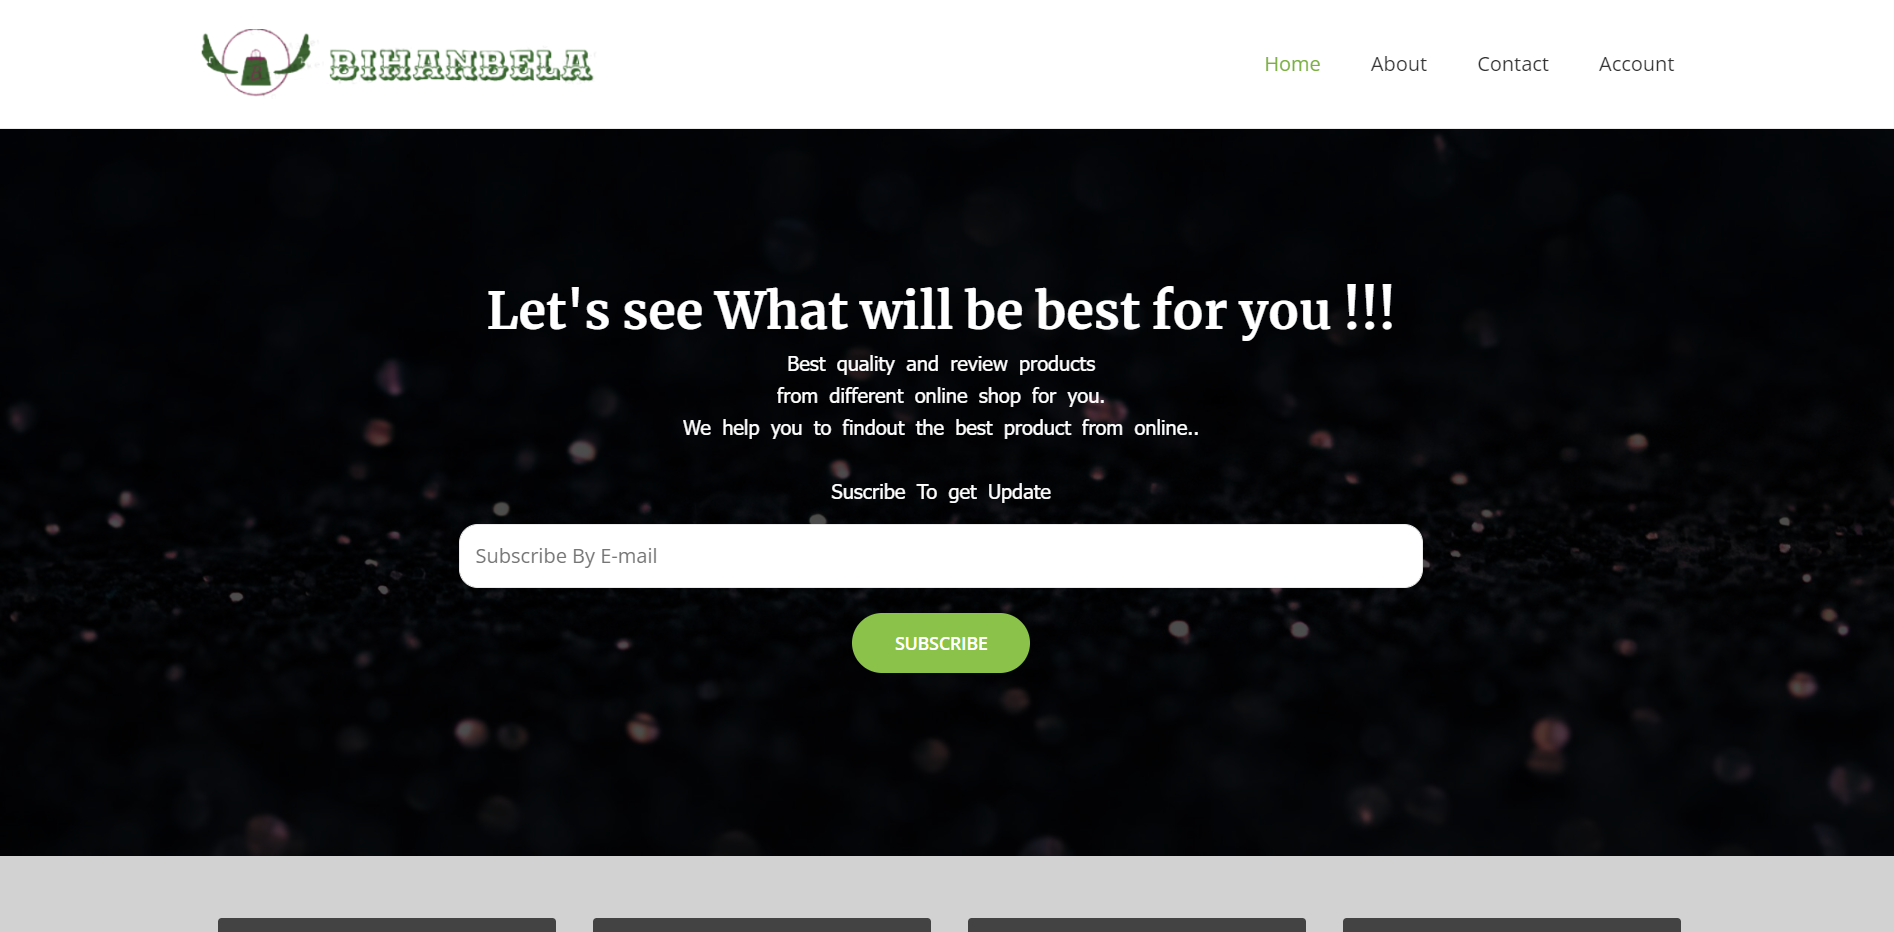 BIHANBELA
Home
About
Contact
Account
Let's see What will be best for you !!!
Best quality and review products
from different online shop for you.
We help you to findout the best product from online..
Suscribe To get Update
Subscribe By E-mail
SUBSCRIBE